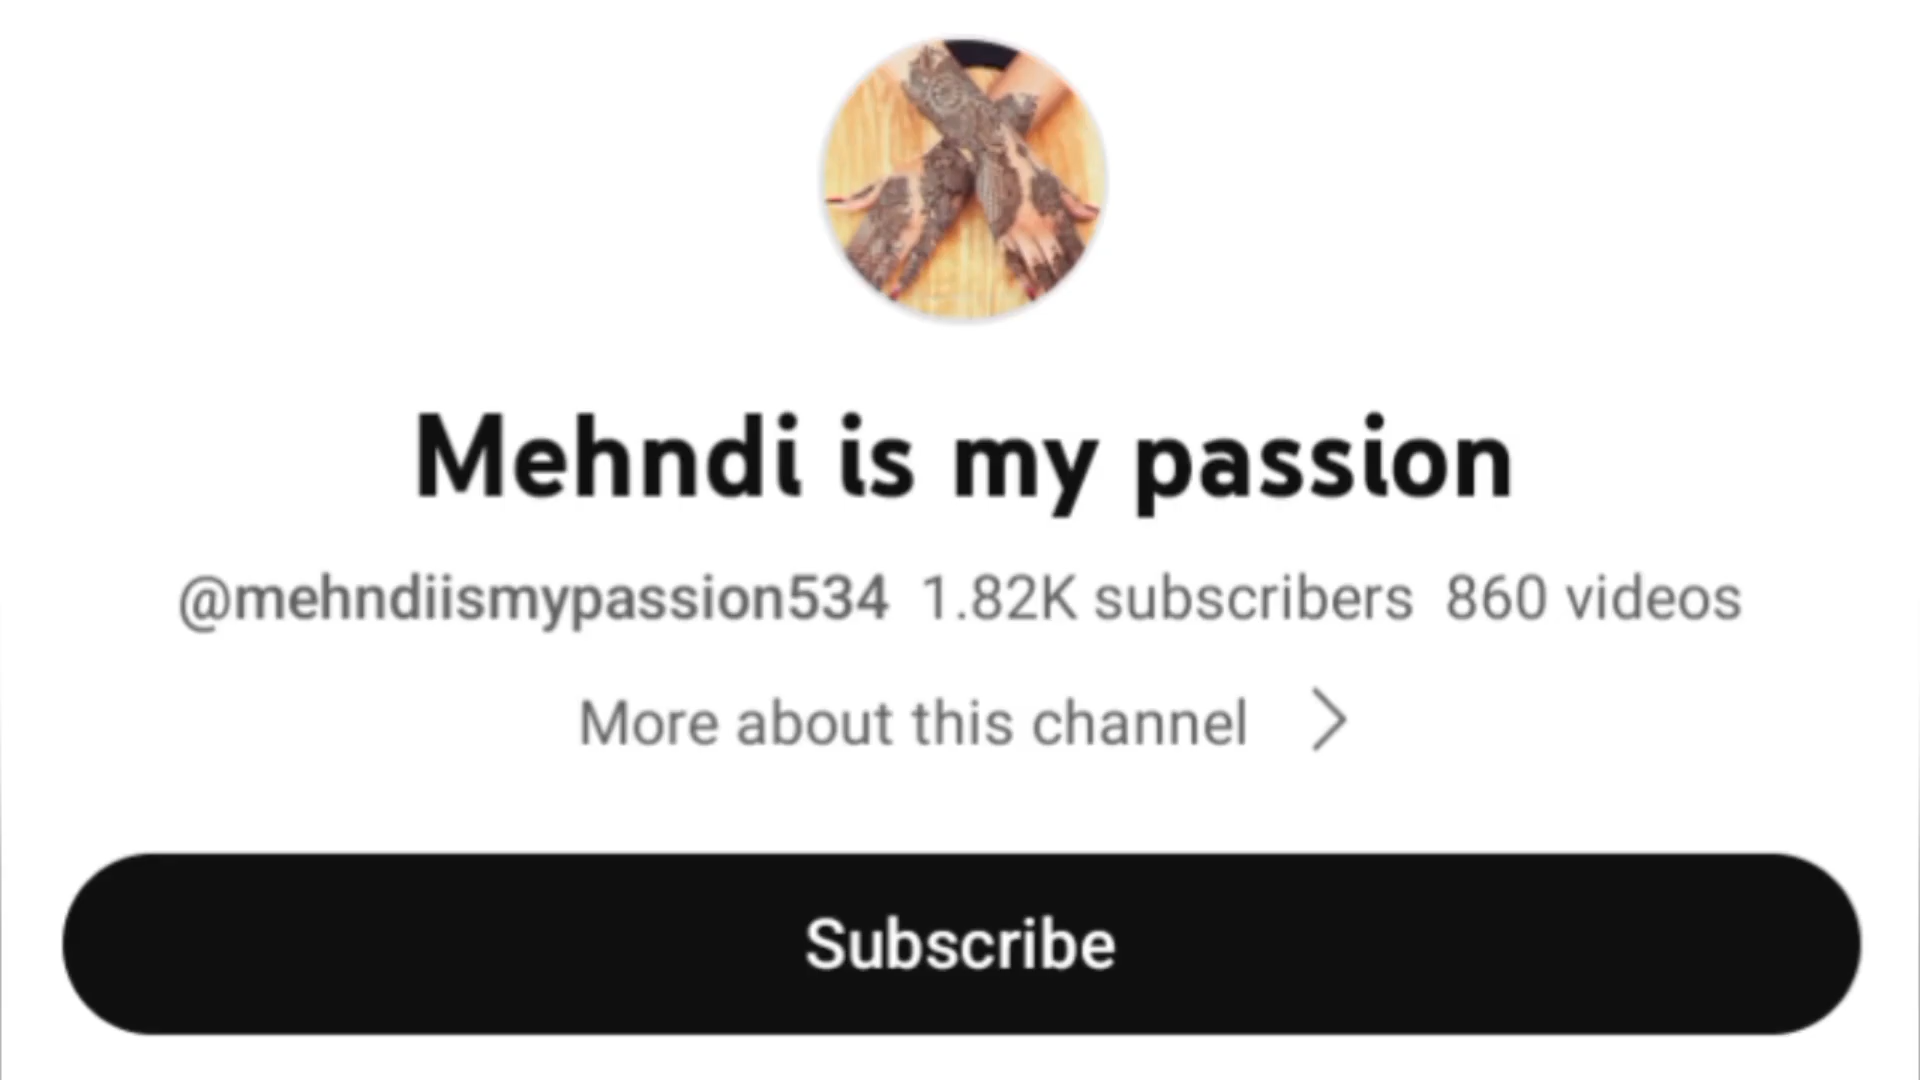 Mehndi is my passion
@mehndiismypassion534 1.82K subscribers 860 videos
More about this channel
Subscribe